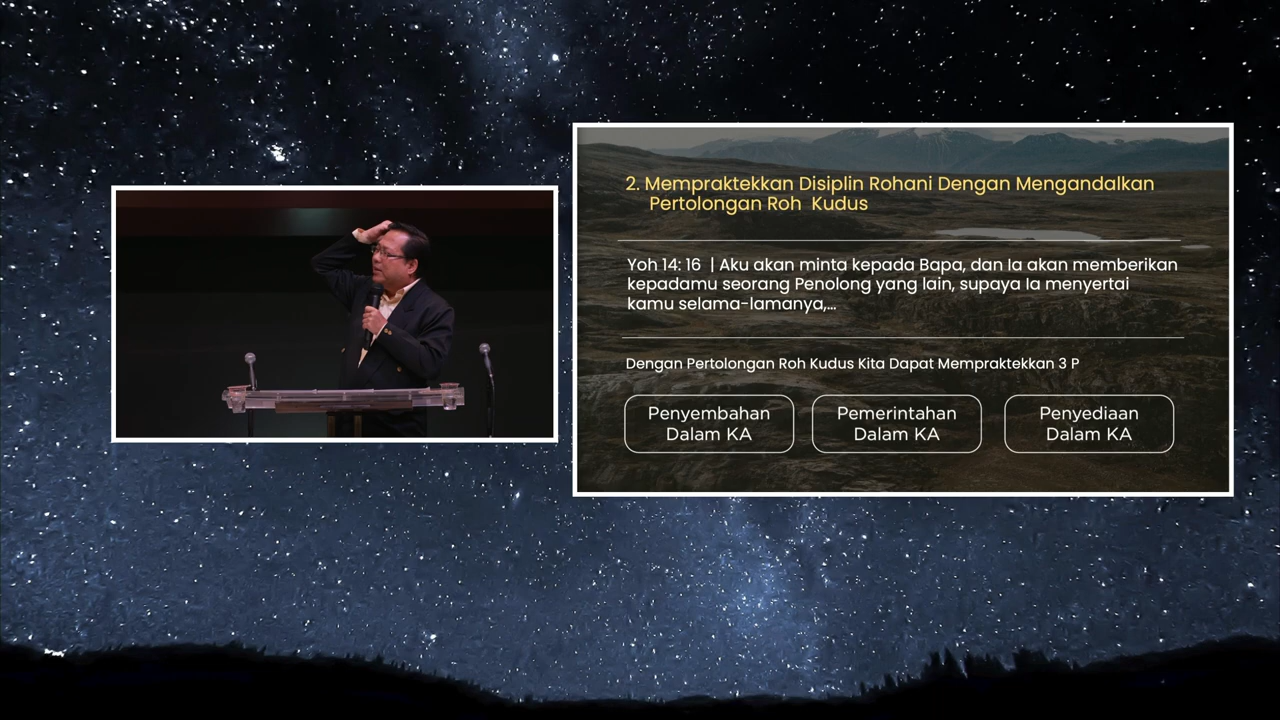 2. Mempraktekkan Disiplin Rohani Dengan Mengandalkan
Pertolongan Roh Kudus
Yoh 14: 16 | Aku akan minta kepada Bapa, dan Ia akan memberikan
kepadamu seorang Penolong yang lain, supaya Ia menyertai
kamu selama-lamanya,...
Dengan Pertolongan Roh Kudus Kita Dapat Mempraktekkan 3 P
Penyembahan
Dalam KA
Pemerintahan
Dalam KA
Penyediaan
Dalam KA